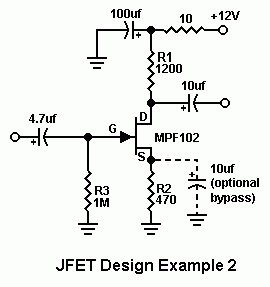 100uf
10
+12V
+
R1
1200
10uf
+
4.7uf
D
G
MPF102
+
S
R3
1M
R2
470
+
10uf
(optional
bypass)
JFET Design Example 2